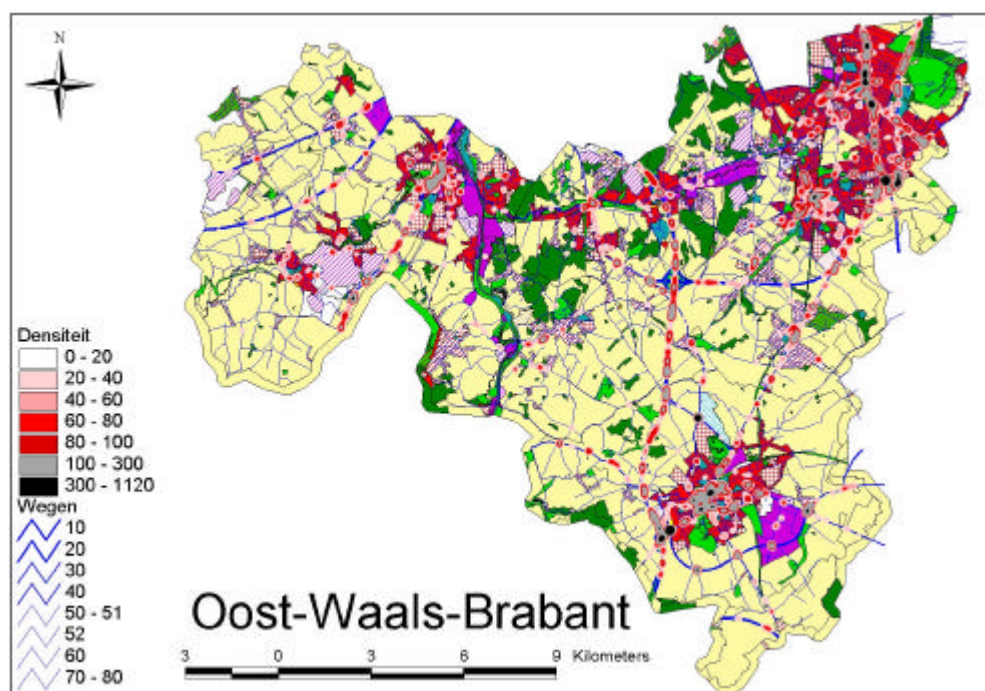 N
Densiteit
0 - 20
20 - 40
40 - 60
60 - 80
80 - 100
100 - 300
300 - 1120
Wegen
10
20
30
40
50 - 51
52
60
70 - 80
Oost-Waals-Brabant
3 0 3 6 9 Kilometers